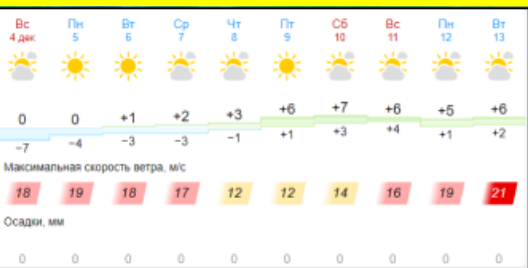 Вс Пн Вт Ср Чт Пт Сб Вс Пн Вт
4 дек 5 6 7 8 9 10 11 12 13
0 0 +1 +2 +3 +6 +7 +6 +5 +6
−7 −4 −3 −3 −1 +1 +3 +4 +1 +2
Максимальная скорость ветра, м/с
18 19 18 17 12 12 14 16 19 21
Осадки, мм
0 0 0 0 0 0 0 0 0 0